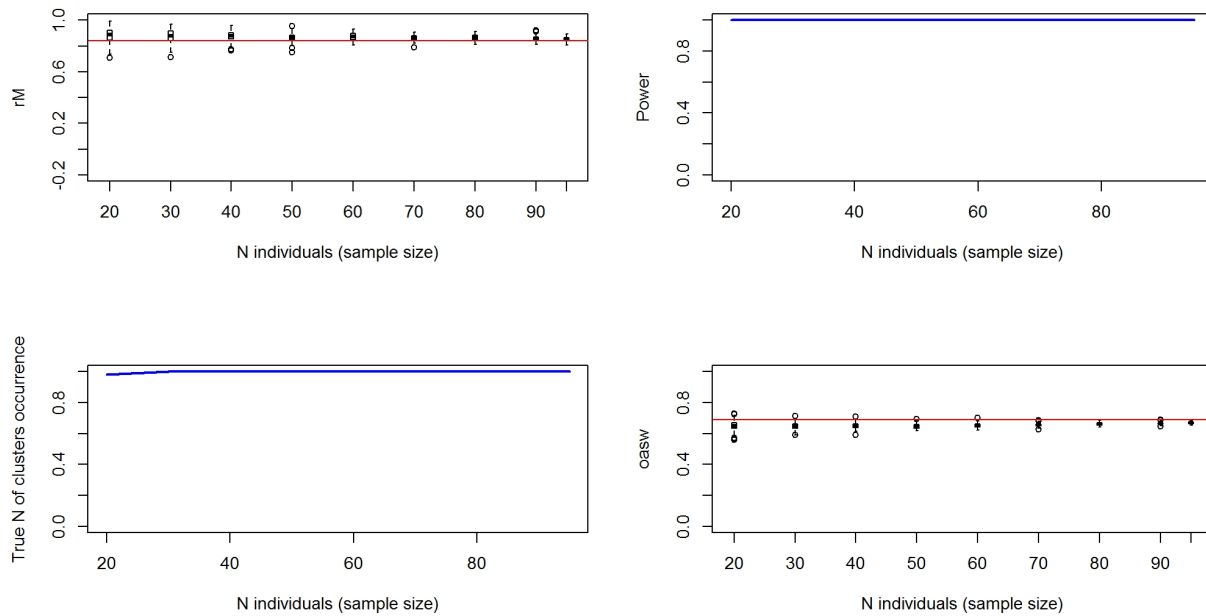 rM
1.0
0.6
0.2
-0.2
20 30 40 50 60 70 80 90
N individuals (sample size)
Power
0.8
0.4
0.0
20 40 60 80
N individuals (sample size)
True N of clusters occurrence
0.8
0.4
0.0
20 40 60 80
N individuals (sample size)
oasw
0.8
0.4
0.0
20 30 40 50 60 70 80 90
N individuals (sample size)